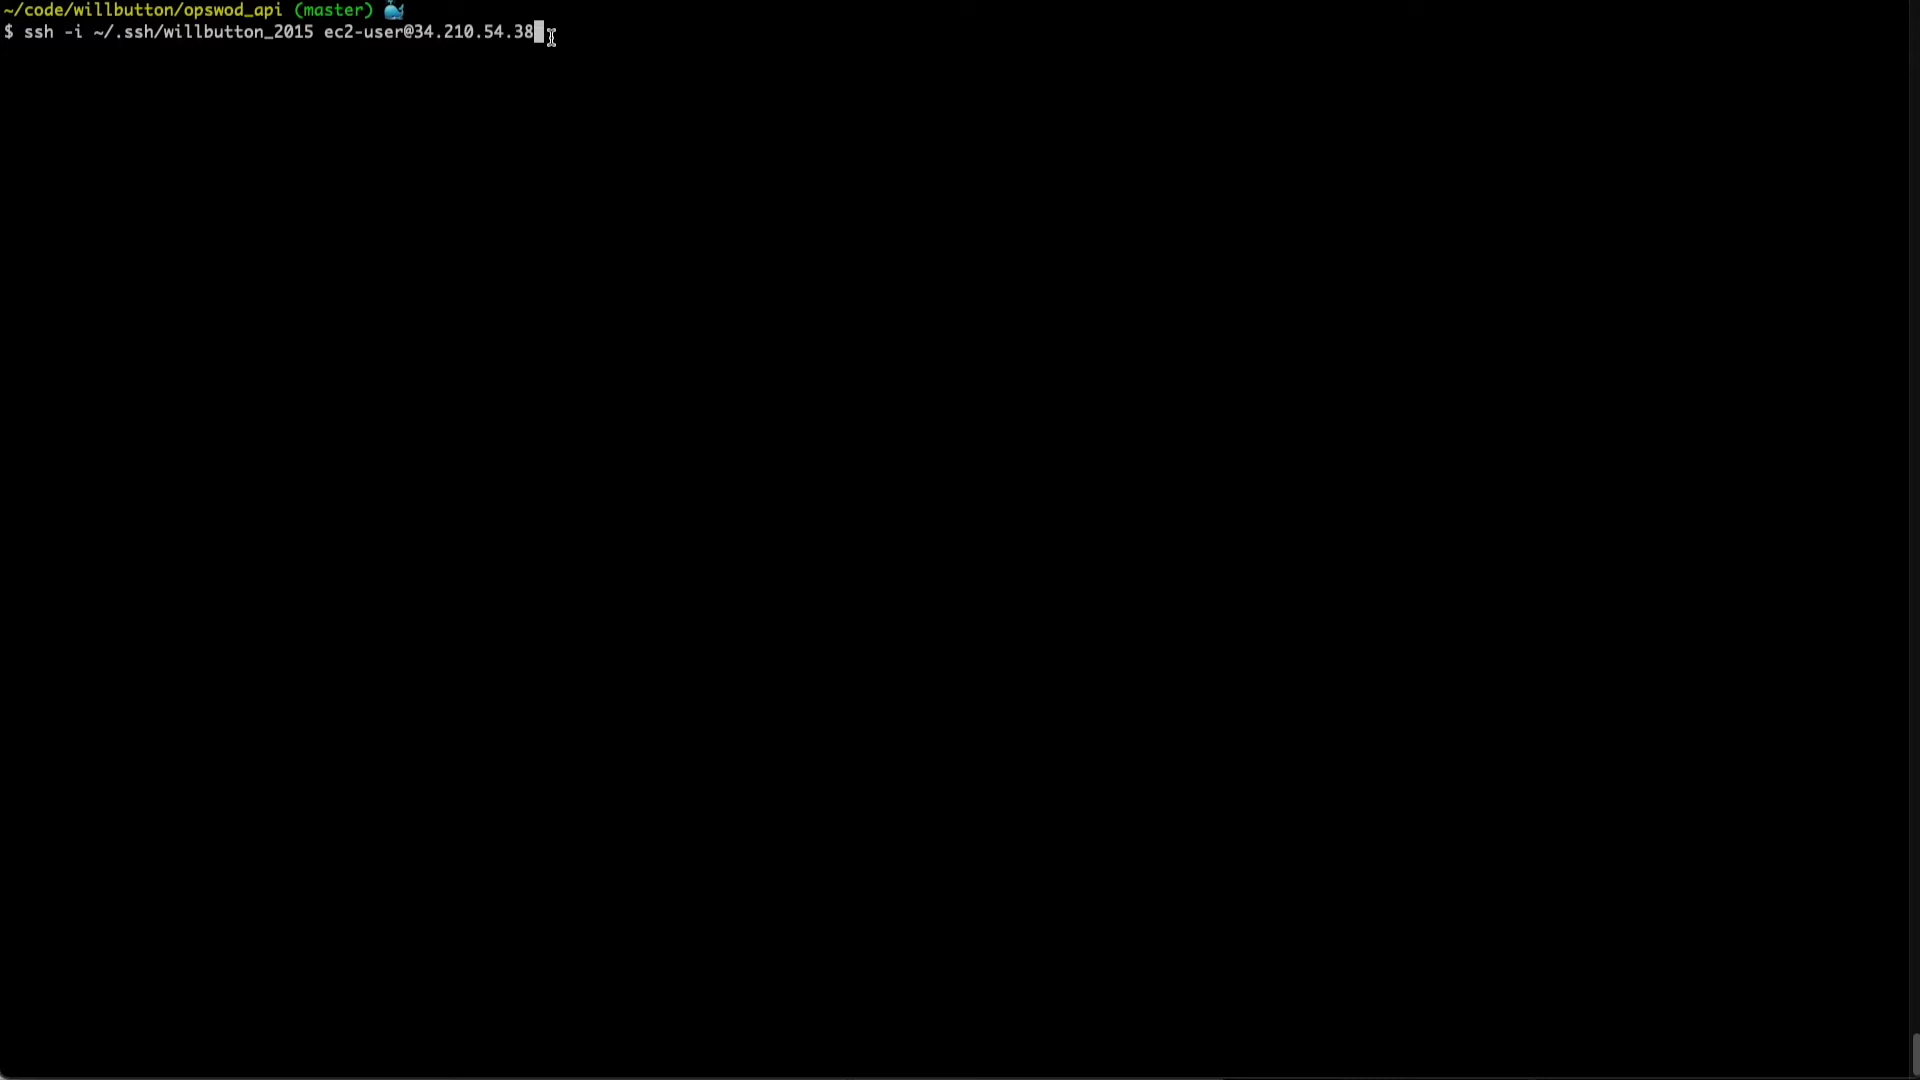 ~/code/willbutton/opswod_api (master) 🐳
$ ssh -i ~/.ssh/willbutton_2015 ec2-user@34.210.54.38